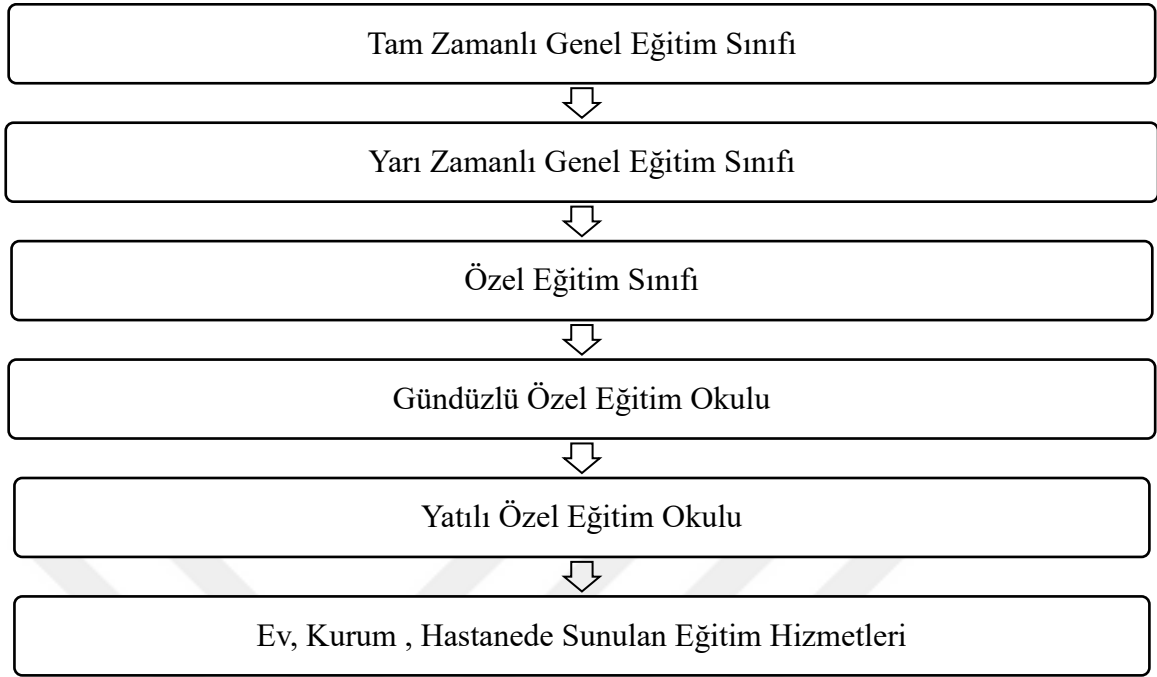 Tam Zamanlı Genel Eğitim Sınıfı
Yarı Zamanlı Genel Eğitim Sınıfı
Özel Eğitim Sınıfı
Gündüzlü Özel Eğitim Okulu
Yatılı Özel Eğitim Okulu
Ev, Kurum , Hastanede Sunulan Eğitim Hizmetleri